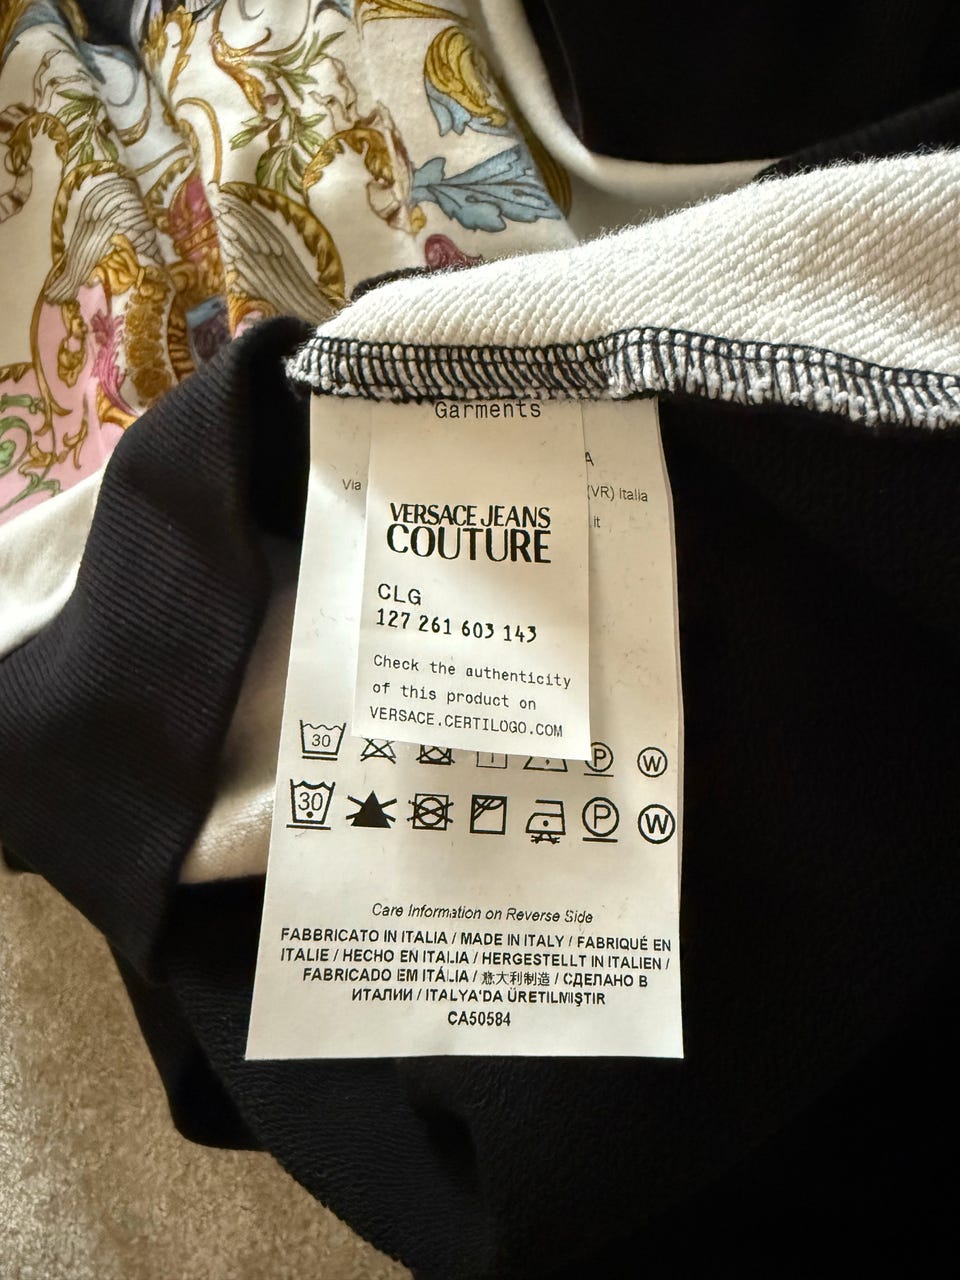 Garments
A
Via
(VR) Italia
.it
VERSACE JEANS
COUTURE
CLG
127 261 603 143
Check the authenticity
of this product on
VERSACE.CERTILOGO.COM
30
P
W
30
P
W
Care Information on Reverse Side
FABBRICATO IN ITALIA / MADE IN ITALY / FABRIQUÉ EN
ITALIE / HECHO EN ITALIA / HERGESTELLT IN ITALIEN /
FABRICADO EM ITÁLIA / 意大利制造 / СДЕЛАНО В
ИТАЛИИ / ITALYA'DA ÜRETILMIŞTIR
CA50584